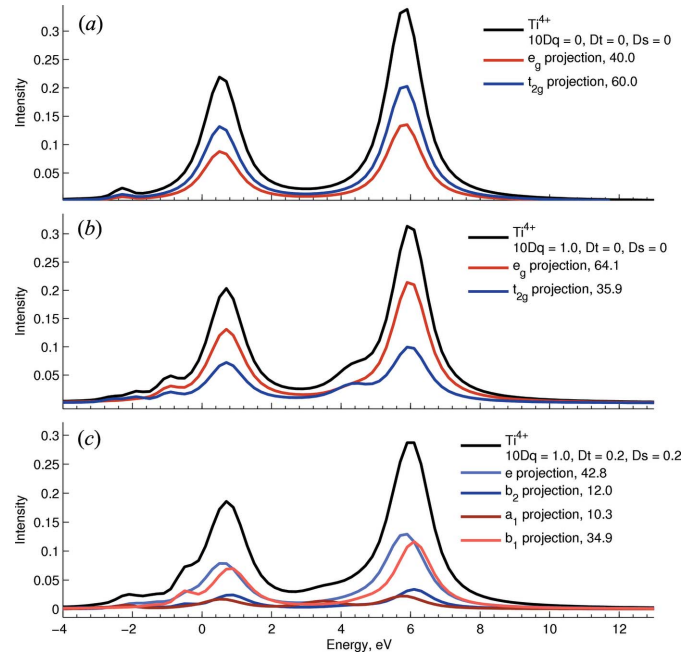 (a)
0.3
0.25
0.2
0.15
0.1
0.05
Intensity
Ti⁴⁺
10Dq = 0, Dt = 0, Ds = 0
e_g projection, 40.0
t_2g projection, 60.0
(b)
0.3
0.25
0.2
0.15
0.1
0.05
Intensity
Ti⁴⁺
10Dq = 1.0, Dt = 0, Ds = 0
e_g projection, 64.1
t_2g projection, 35.9
(c)
0.3
0.25
0.2
0.15
0.1
0.05
0
Intensity
Ti⁴⁺
10Dq = 1.0, Dt = 0.2, Ds = 0.2
e projection, 42.8
b₂ projection, 12.0
a₁ projection, 10.3
b₁ projection, 34.9
−4 −2 0 2 4 6 8 10 12
Energy, eV